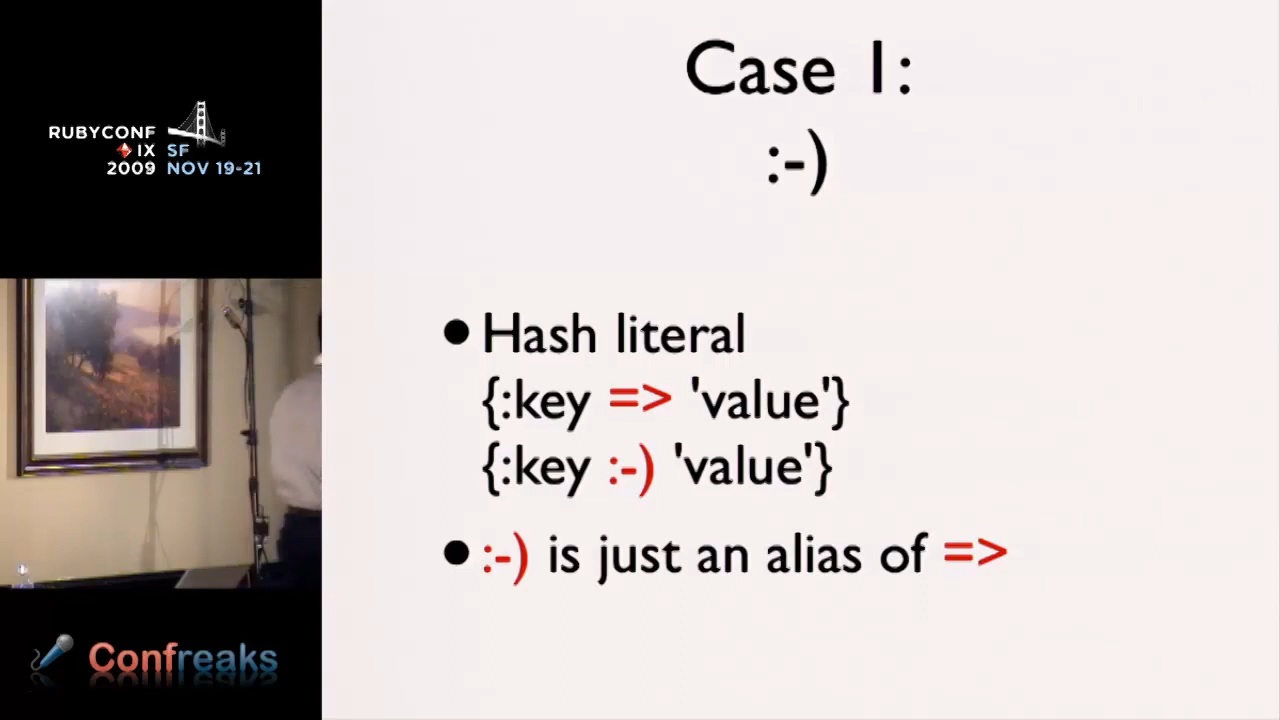 RUBYCONF
IX SF
2009 NOV 19-21
Case 1:
:-)
Hash literal
{:key => 'value'}
{:key :-) 'value'}
:-) is just an alias of =>
Confreaks